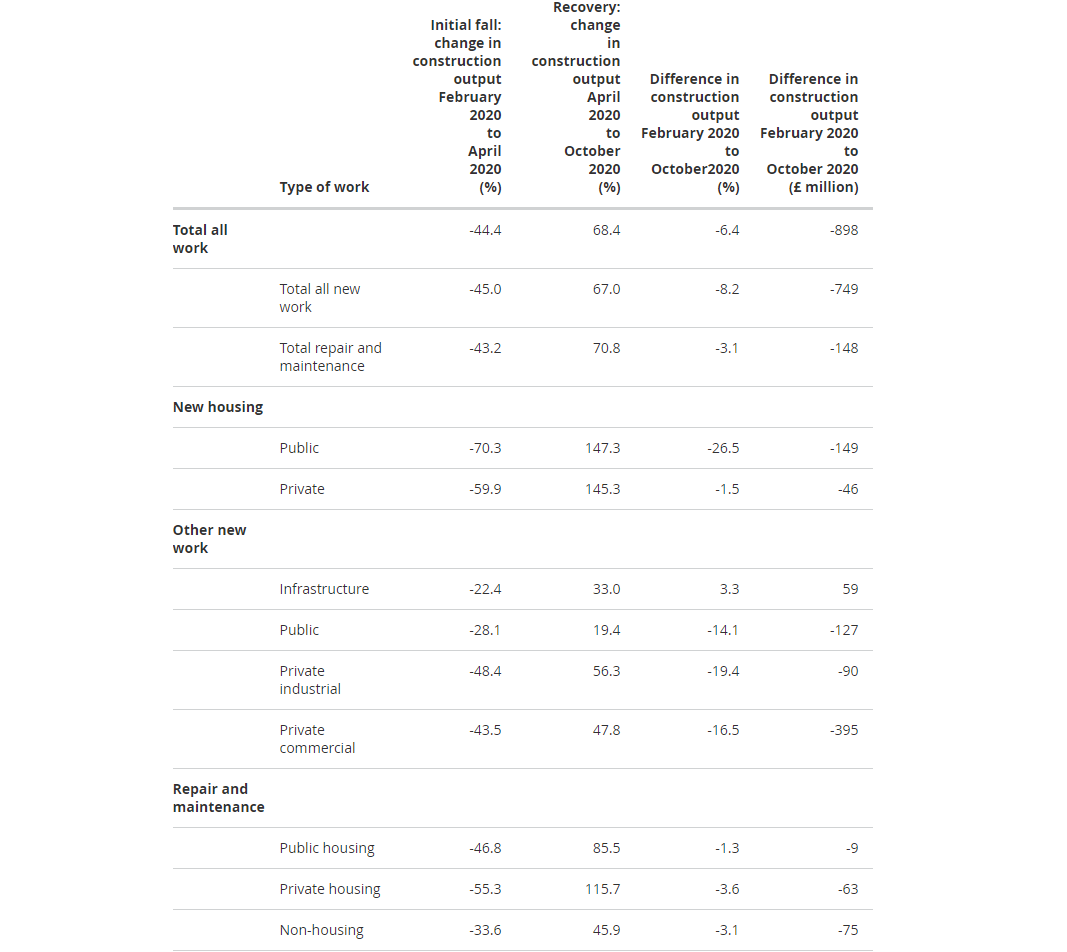 Initial fall:
change in
construction
output
February
2020
to
April
2020
(%)
Recovery:
change
in
construction
output
April
2020
to
October
2020
(%)
Difference in
construction
output
February 2020
to
October2020
(%)
Difference in
construction
output
February 2020
to
October 2020
(£ million)
Type of work
Total all
work
-44.4 68.4 -6.4 -898
Total all new
work
-45.0 67.0 -8.2 -749
Total repair and
maintenance
-43.2 70.8 -3.1 -148
New housing
Public -70.3 147.3 -26.5 -149
Private -59.9 145.3 -1.5 -46
Other new
work
Infrastructure -22.4 33.0 3.3 59
Public -28.1 19.4 -14.1 -127
Private
industrial
-48.4 56.3 -19.4 -90
Private
commercial
-43.5 47.8 -16.5 -395
Repair and
maintenance
Public housing -46.8 85.5 -1.3 -9
Private housing -55.3 115.7 -3.6 -63
Non-housing -33.6 45.9 -3.1 -75